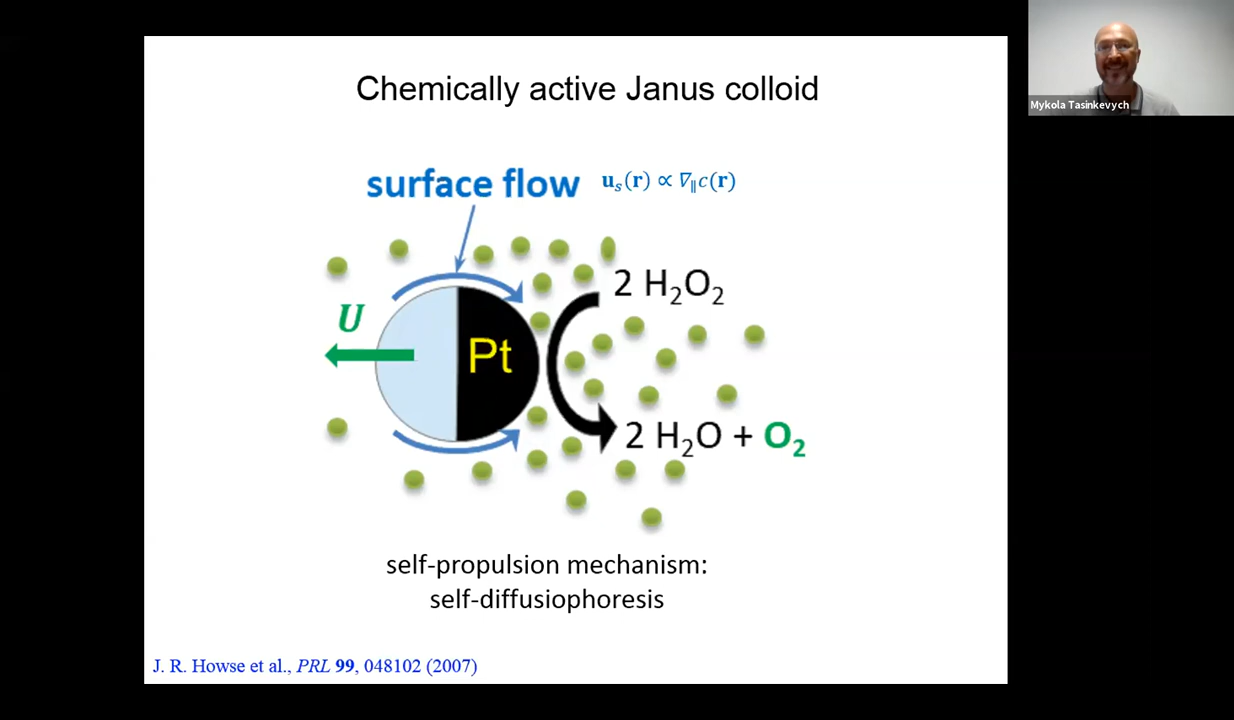 Chemically active Janus colloid
Mykola Tasinkevych
surface flow 𝐮ₛ(𝐫) ∝ ∇∥c(𝐫)
2 H₂O₂
U
Pt
2 H₂O + O₂
self-propulsion mechanism:
self-diffusiophoresis
J. R. Howse et al., PRL 99, 048102 (2007)